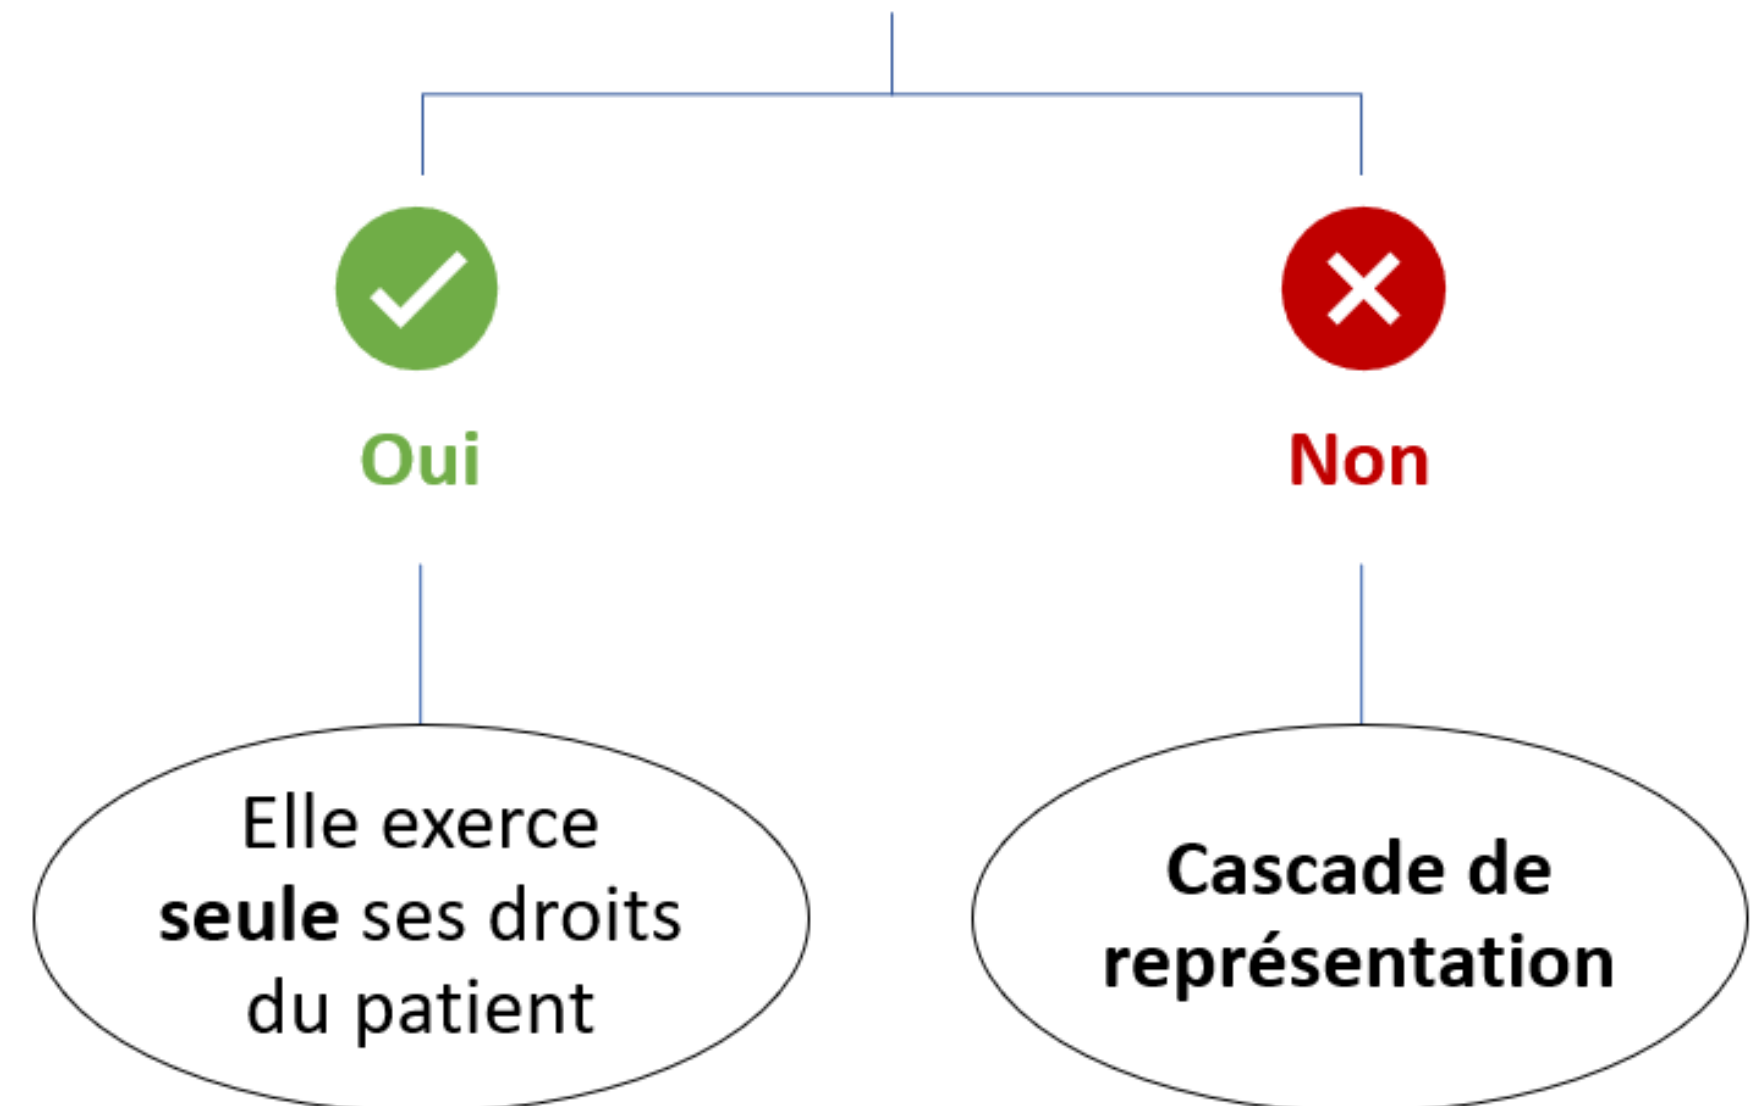 Oui
Non
Elle exerce
seule ses droits
du patient
Cascade de
représentation